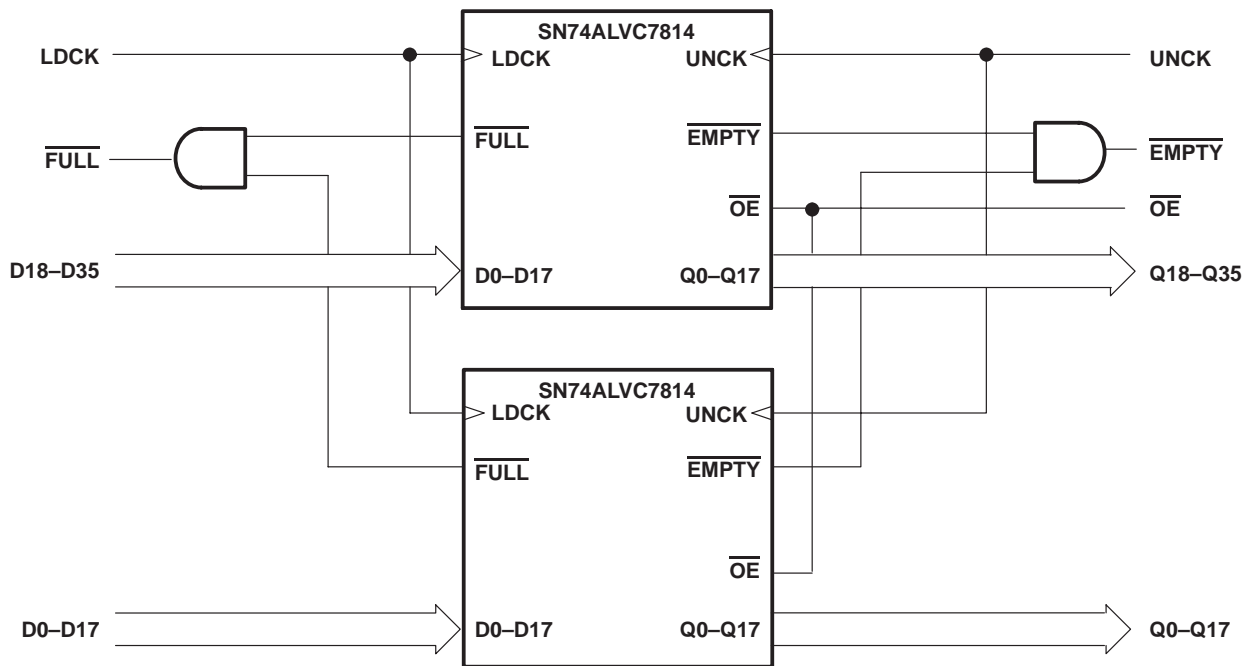 SN74ALVC7814
LDCK
LDCK
UNCK
UNCK
FULL
FULL
EMPTY
EMPTY
OE
OE
D18–D35
D0–D17
Q0–Q17
Q18–Q35
SN74ALVC7814
LDCK
UNCK
FULL
EMPTY
OE
D0–D17
D0–D17
Q0–Q17
Q0–Q17